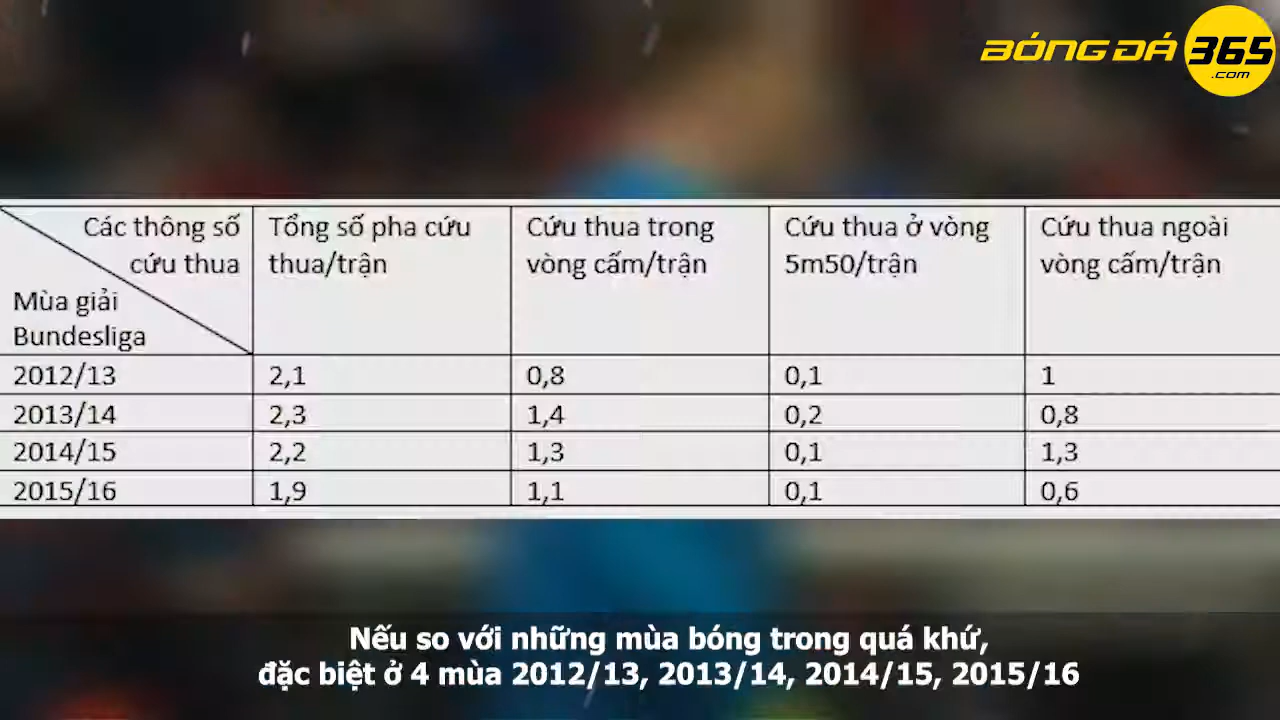 BÓNG ĐÁ 365
.COM
Các thông số
cứu thua
Mùa giải
Bundesliga
Tổng số pha cứu
thua/trận
Cứu thua trong
vòng cấm/trận
Cứu thua ở vòng
5m50/trận
Cứu thua ngoài
vòng cấm/trận
2012/13 2,1 0,8 0,1 1
2013/14 2,3 1,4 0,2 0,8
2014/15 2,2 1,3 0,1 1,3
2015/16 1,9 1,1 0,1 0,6
Nếu so với những mùa bóng trong quá khứ,
đặc biệt ở 4 mùa 2012/13, 2013/14, 2014/15, 2015/16